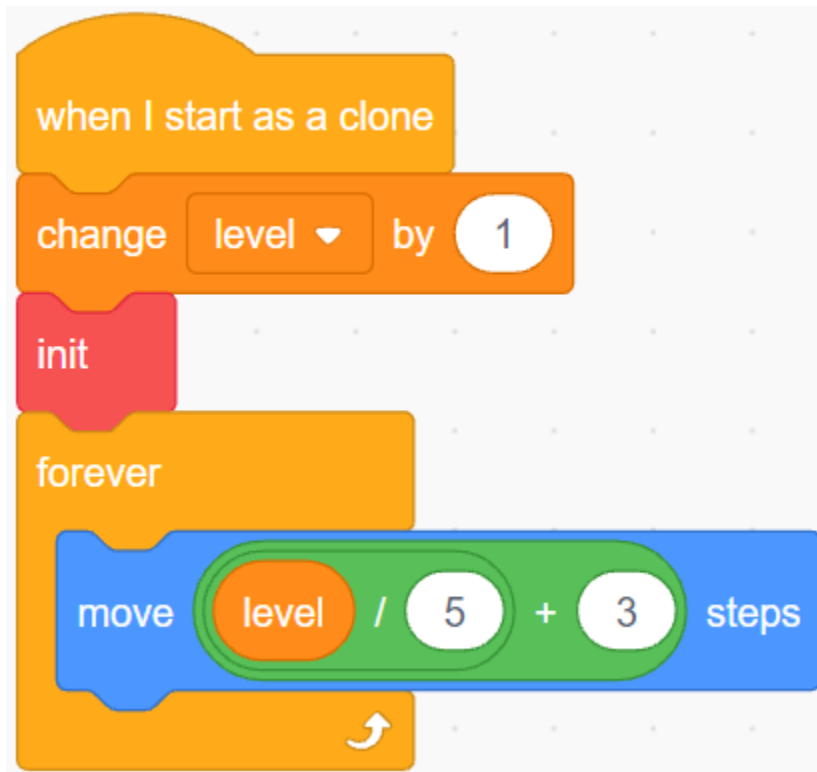 when I start as a clone
change level by 1
init
forever
move level / 5 + 3 steps